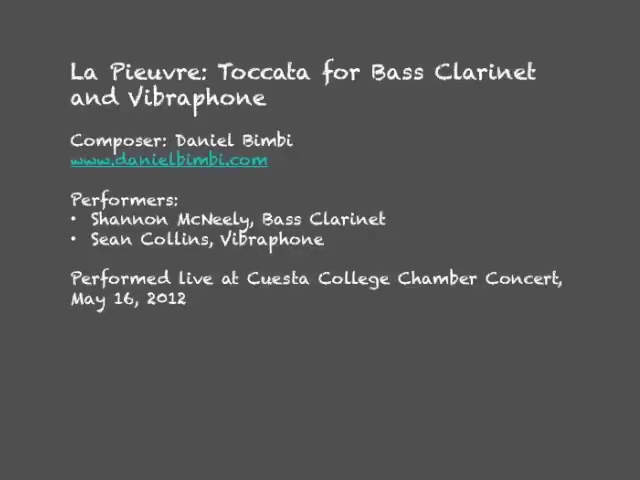 La Pieuvre: Toccata for Bass Clarinet
and Vibraphone
Composer: Daniel Bimbi
www.danielbimbi.com
Performers:
• Shannon McNeely, Bass Clarinet
• Sean Collins, Vibraphone
Performed live at Cuesta College Chamber Concert,
May 16, 2012